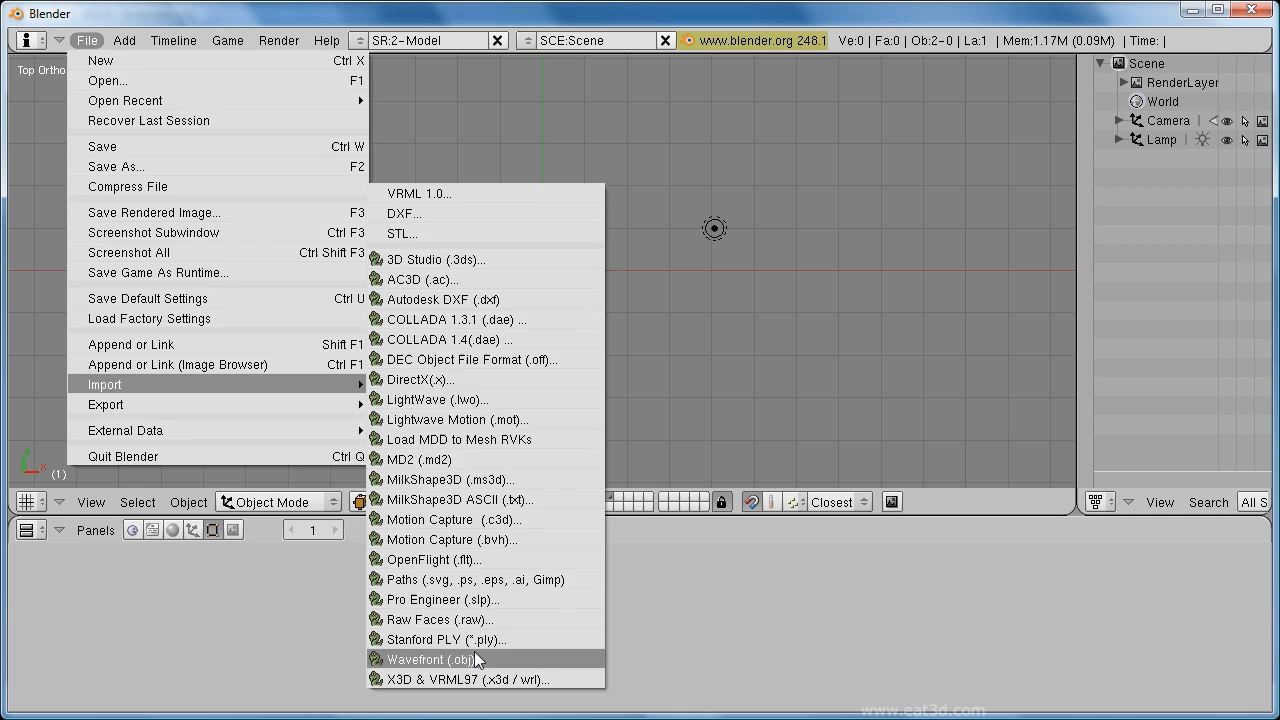 Blender
File Add Timeline Game Render Help SR:2-Model SCE:Scene www.blender.org 248.1 Ve:0 | Fa:0 | Ob:2-0 | La:1 | Mem:1.17M (0.09M) | Time: |
Top Ortho
New Ctrl X
Open... F1
Open Recent
Recover Last Session
Save Ctrl W
Save As... F2
Compress File
Save Rendered Image... F3
Screenshot Subwindow Ctrl F3
Screenshot All Ctrl Shift F3
Save Game As Runtime...
Save Default Settings Ctrl U
Load Factory Settings
Append or Link Shift F1
Append or Link (Image Browser) Ctrl F1
Import
Export
External Data
Quit Blender Ctrl Q
VRML 1.0...
DXF...
STL...
3D Studio (.3ds)...
AC3D (.ac)...
Autodesk DXF (.dxf)
COLLADA 1.3.1 (.dae) ...
COLLADA 1.4(.dae) ...
DEC Object File Format (.off)...
DirectX(.x)...
LightWave (.lwo)...
Lightwave Motion (.mot)...
Load MDD to Mesh RVKs
MD2 (.md2)
MilkShape3D (.ms3d)...
MilkShape3D ASCII (.txt)...
Motion Capture (.c3d)...
Motion Capture (.bvh)...
OpenFlight (.flt)...
Paths (.svg, .ps, .eps, .ai, Gimp)
Pro Engineer (.slp)...
Raw Faces (.raw)...
Stanford PLY (*.ply)...
Wavefront (.obj)
X3D & VRML97 (.x3d / wrl)...
Scene
RenderLayer
World
Camera
Lamp
x
(1)
View Select Object Object Mode Closest
View Search All S
Panels 1
www.eat3d.com